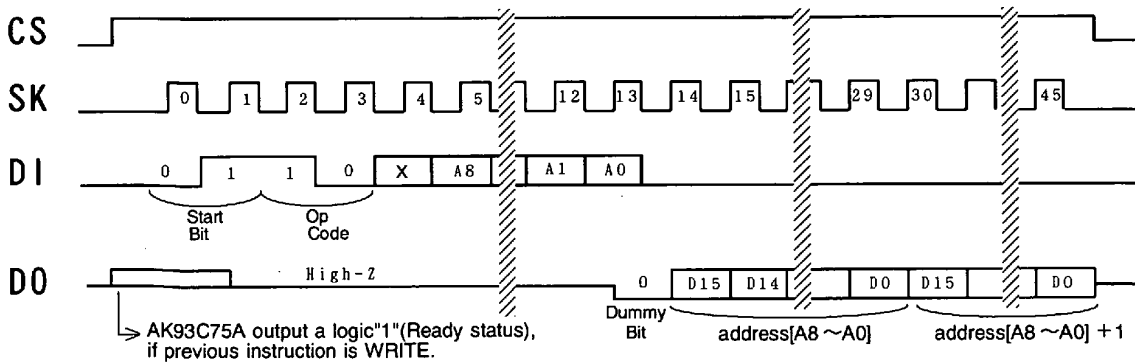 CS
SK 0 1 2 3 4 5 12 13 14 15 29 30 45
DI 0 1 1 0 X A8 A1 A0
Start
Bit
Op
Code
DO High-Z 0 D15 D14 D0 D15 D0
Dummy
Bit
address[A8～A0]
address[A8～A0] +1
AK93C75A output a logic"1"(Ready status),
if previous instruction is WRITE.